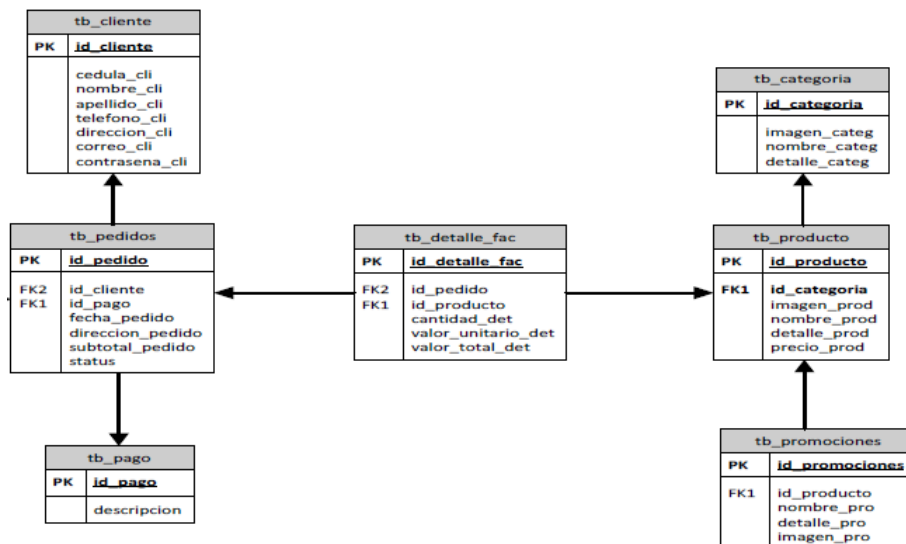 tb_cliente
PK id_cliente
cedula_cli
nombre_cli
apellido_cli
telefono_cli
direccion_cli
correo_cli
contrasena_cli
tb_categoria
PK id_categoria
imagen_categ
nombre_categ
detalle_categ
tb_pedidos
PK id_pedido
FK2 id_cliente
FK1 id_pago
fecha_pedido
direccion_pedido
subtotal_pedido
status
tb_detalle_fac
PK id_detalle_fac
FK2 id_pedido
FK1 id_producto
cantidad_det
valor_unitario_det
valor_total_det
tb_producto
PK id_producto
FK1 id_categoria
imagen_prod
nombre_prod
detalle_prod
precio_prod
tb_pago
PK id_pago
descripcion
tb_promociones
PK id_promociones
FK1 id_producto
nombre_pro
detalle_pro
imagen_pro